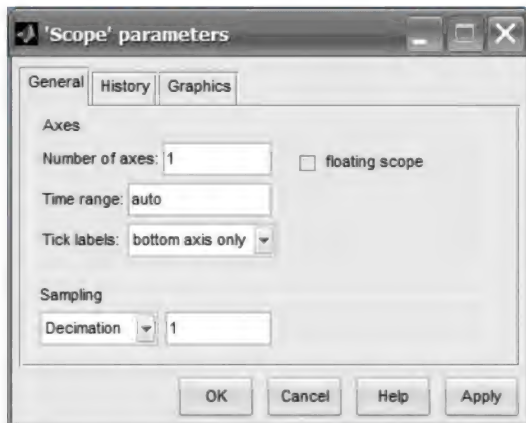 'Scope' parameters
General History Graphics
Axes
Number of axes: 1 floating scope
Time range: auto
Tick labels: bottom axis only
Sampling
Decimation 1
OK Cancel Help Apply